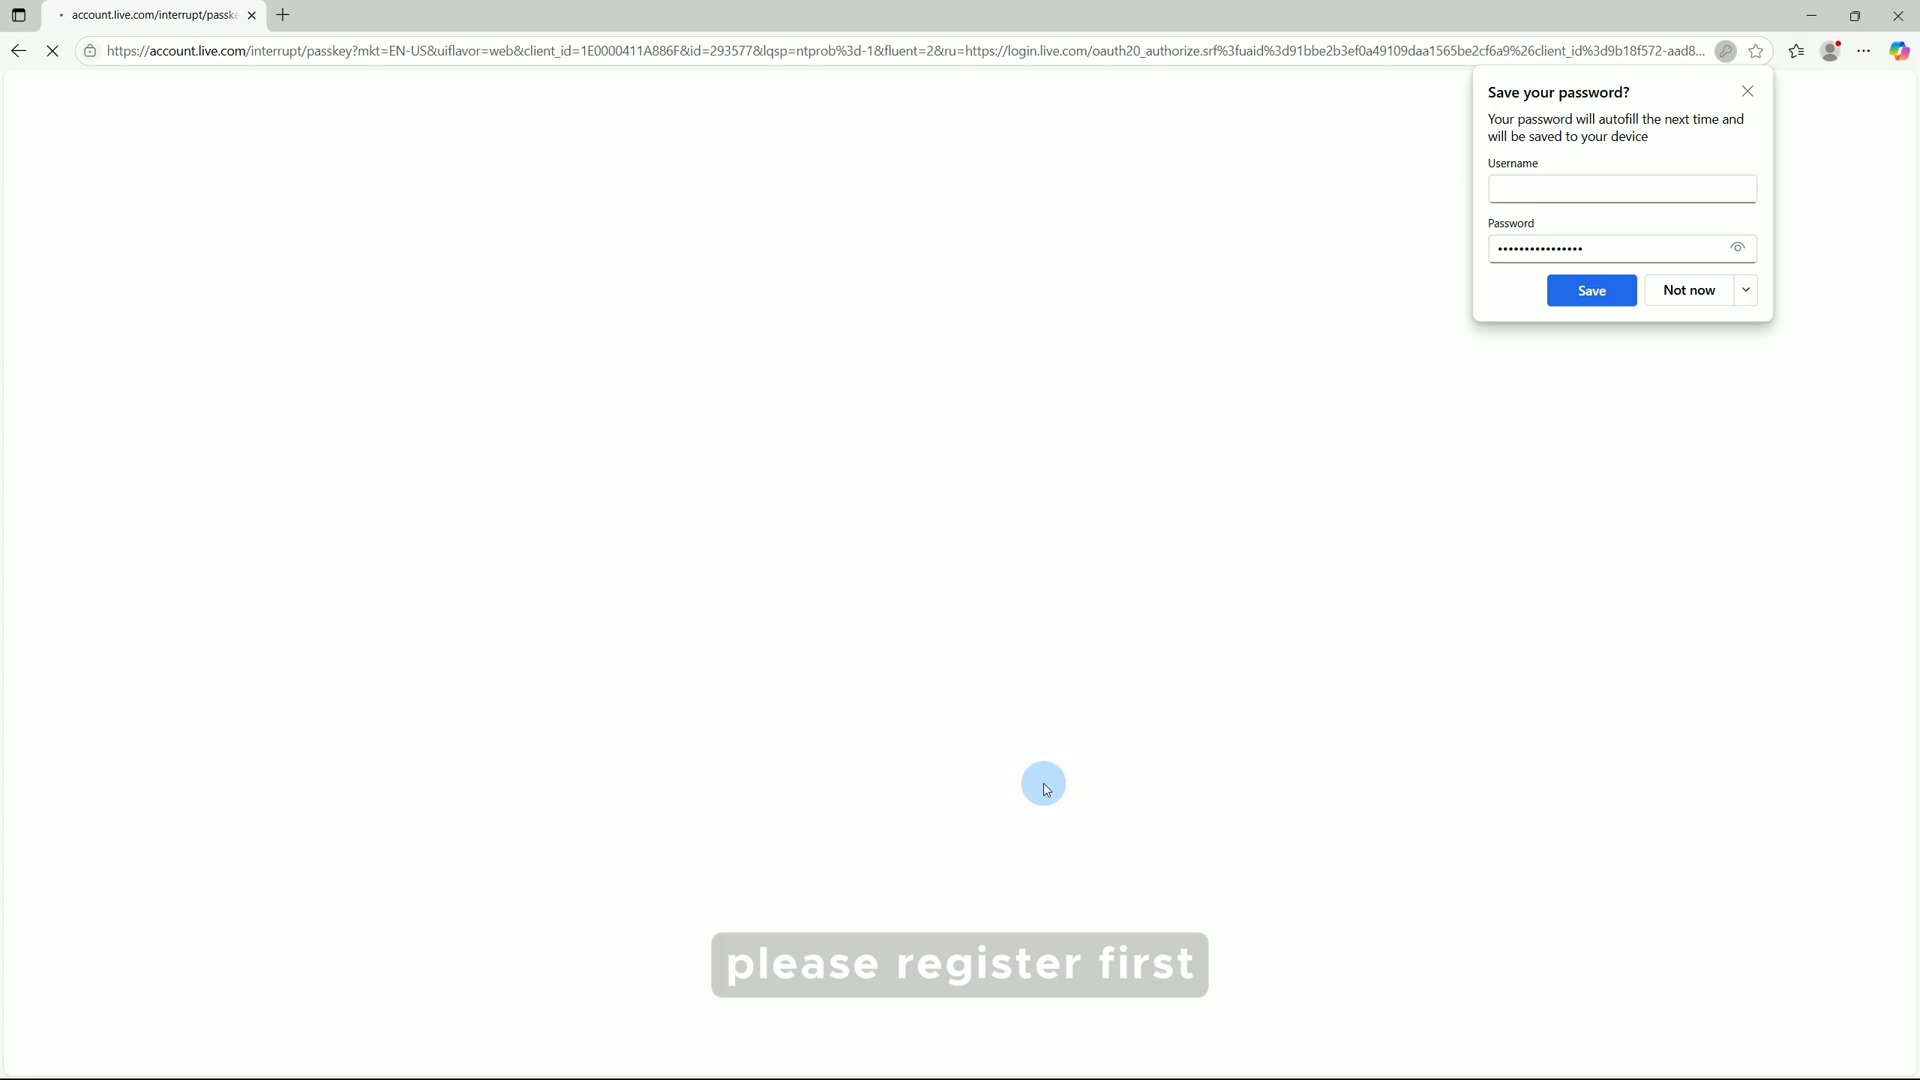 account.live.com/interrupt/passke
https://account.live.com/interrupt/passkey?mkt=EN-US&uiflavor=web&client_id=1E0000411A886F&id=293577&lqsp=ntprob%3d-1&fluent=2&ru=https://login.live.com/oauth20_authorize.srf%3fuaid%3d91bbe2b3ef0a49109daa1565be2cf6a9%26client_id%3d9b18f572-aad8...
Save your password?
Your password will autofill the next time and
will be saved to your device
Username
Password
Save
Not now
please register first